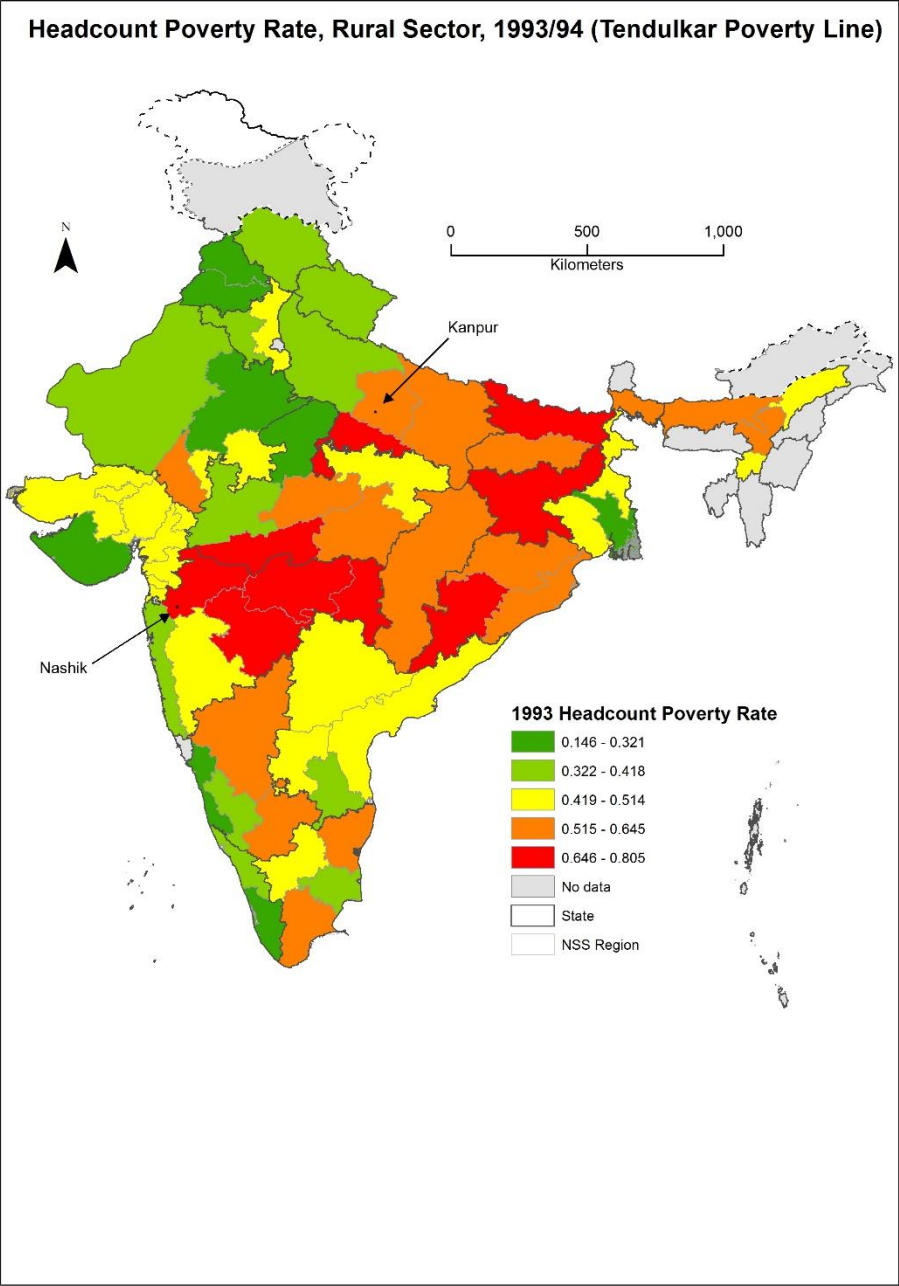 Headcount Poverty Rate, Rural Sector, 1993/94 (Tendulkar Poverty Line)
N
0 500 1,000
Kilometers
Kanpur
Nashik
1993 Headcount Poverty Rate
0.146 - 0.321
0.322 - 0.418
0.419 - 0.514
0.515 - 0.645
0.646 - 0.805
No data
State
NSS Region